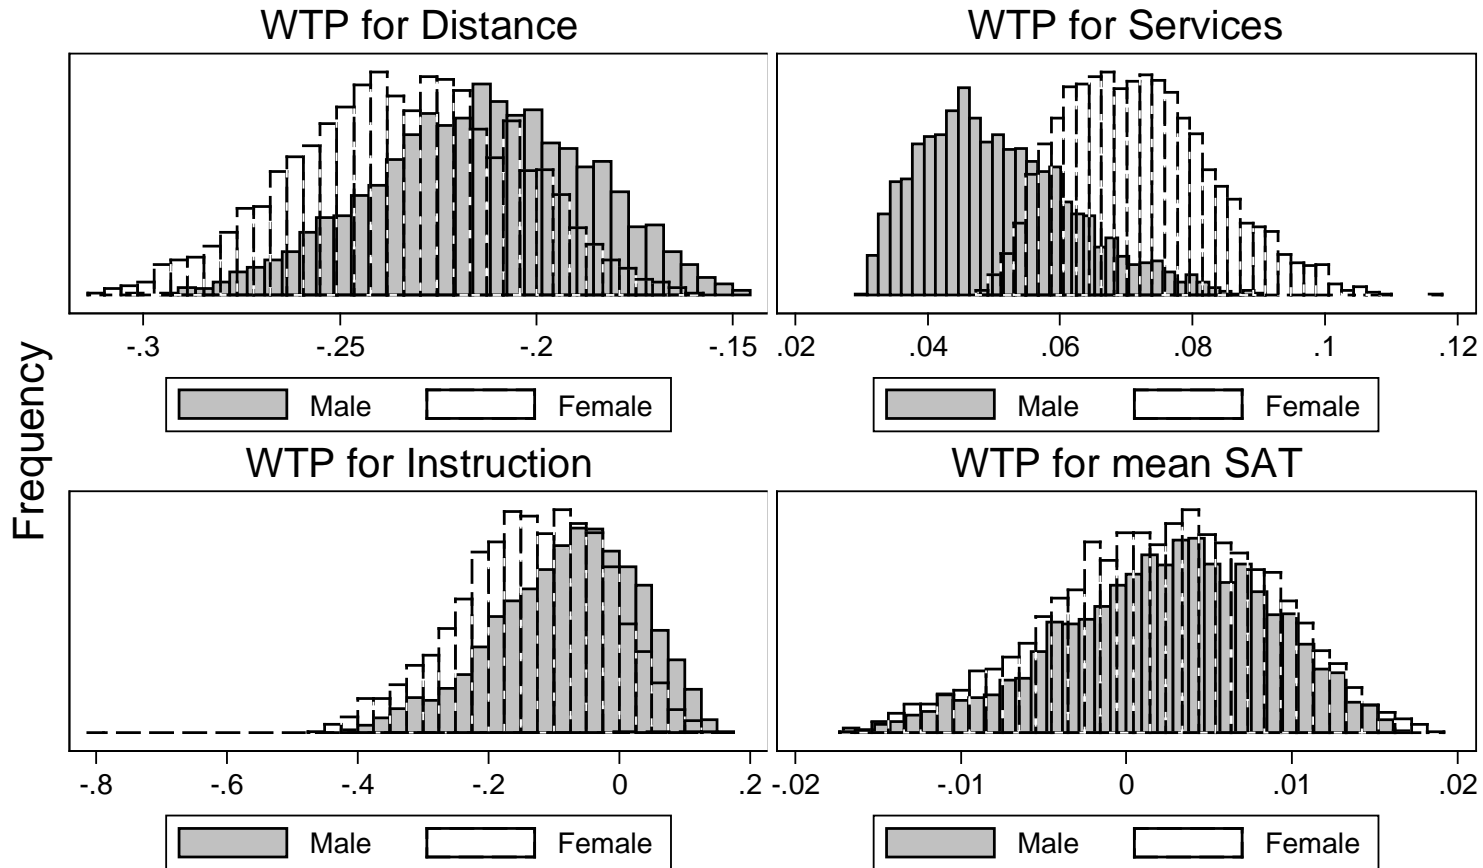 WTP for Distance
WTP for Services
-.3 -.25 -.2 -.15
.02 .04 .06 .08 .1 .12
Male Female
Male Female
Frequency
WTP for Instruction
WTP for mean SAT
-.8 -.6 -.4 -.2 0 .2
-.02 -.01 0 .01 .02
Male Female
Male Female